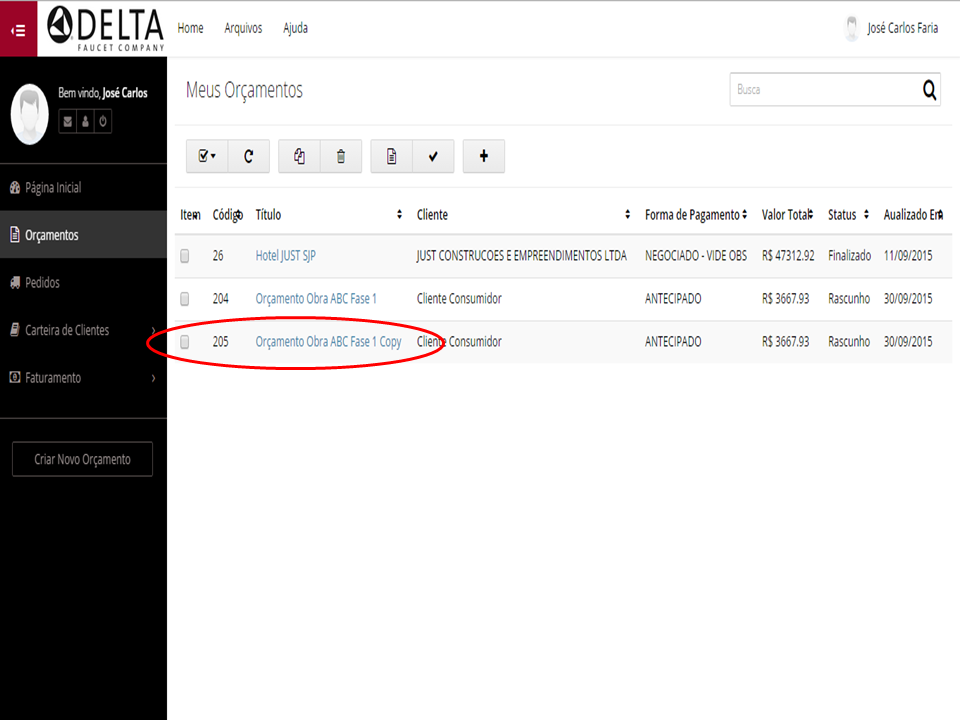 DELTA
FAUCET COMPANY
Home Arquivos Ajuda
José Carlos Faria
Bem vindo, José Carlos
Página Inicial
Orçamentos
Pedidos
Carteira de Clientes
Faturamento
Criar Novo Orçamento
Meus Orçamentos
Busca
Item Código Título Cliente Forma de Pagamento Valor Total Status Aualizado Em
26 Hotel JUST SJP JUST CONSTRUCOES E EMPREENDIMENTOS LTDA NEGOCIADO - VIDE OBS R$ 47312.92 Finalizado 11/09/2015
204 Orçamento Obra ABC Fase 1 Cliente Consumidor ANTECIPADO R$ 3667.93 Rascunho 30/09/2015
205 Orçamento Obra ABC Fase 1 Copy Cliente Consumidor ANTECIPADO R$ 3667.93 Rascunho 30/09/2015